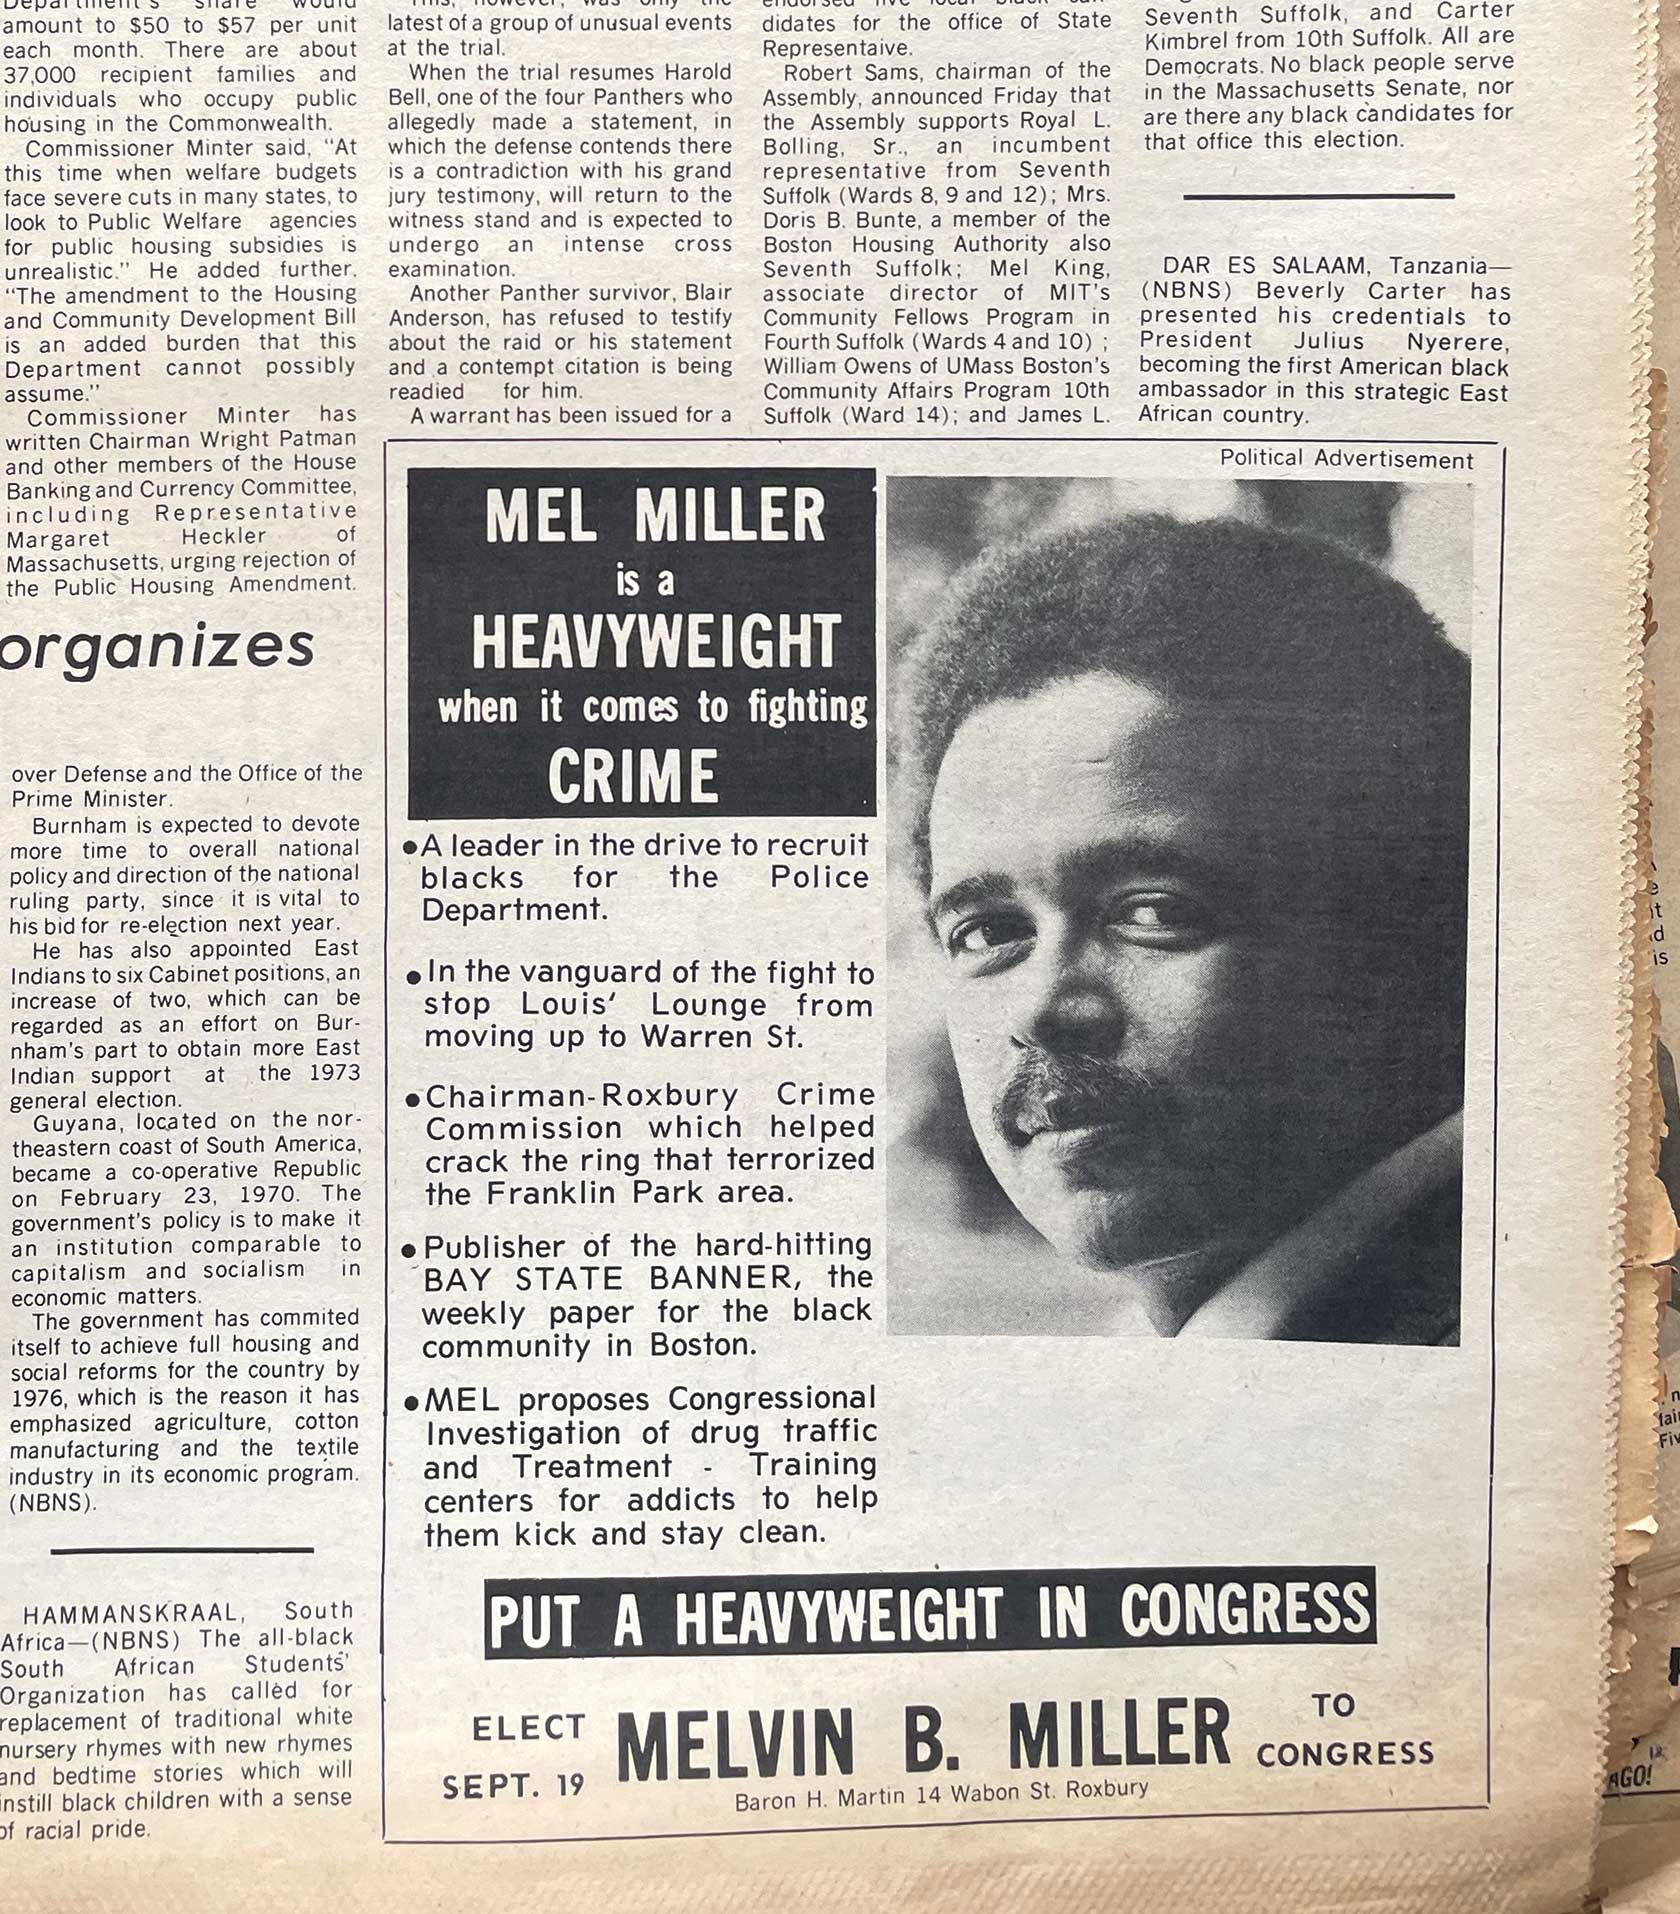 amount to $50 to $57 per unit
each month. There are about
37,000 recipient families and
individuals who occupy public
housing in the Commonwealth.
Commissioner Minter said, "At
this time when welfare budgets
face severe cuts in many states, to
look to Public Welfare agencies
for public housing subsidies is
unrealistic." He added further.
"The amendment to the Housing
and Community Development Bill
is an added burden that this
Department cannot possibly
assume."
Commissioner Minter has
written Chairman Wright Patman
and other members of the House
Banking and Currency Committee,
including Representative
Margaret Heckler of
Massachusetts, urging rejection of
the Public Housing Amendment.
organizes
over Defense and the Office of the
Prime Minister.
Burnham is expected to devote
more time to overall national
policy and direction of the national
ruling party, since it is vital to
his bid for re-election next year.
He has also appointed East
Indians to six Cabinet positions, an
increase of two, which can be
regarded as an effort on Bur-
nham's part to obtain more East
Indian support at the 1973
general election.
Guyana, located on the nor-
theastern coast of South America,
became a co-operative Republic
on February 23, 1970. The
government's policy is to make it
an institution comparable to
capitalism and socialism in
economic matters.
The government has commited
itself to achieve full housing and
social reforms for the country by
1976, which is the reason it has
emphasized agriculture, cotton
manufacturing and the textile
industry in its economic program.
(NBNS).
HAMMANSKRAAL, South
Africa—(NBNS) The all-black
South African Students'
Organization has called for
replacement of traditional white
nursery rhymes with new rhymes
and bedtime stories which will
instill black children with a sense
of racial pride.
latest of a group of unusual events
at the trial.
When the trial resumes Harold
Bell, one of the four Panthers who
allegedly made a statement, in
which the defense contends there
is a contradiction with his grand
jury testimony, will return to the
witness stand and is expected to
undergo an intense cross
examination.
Another Panther survivor, Blair
Anderson, has refused to testify
about the raid or his statement
and a contempt citation is being
readied for him.
A warrant has been issued for a
didates for the office of State
Representaive.
Robert Sams, chairman of the
Assembly, announced Friday that
the Assembly supports Royal L.
Bolling, Sr., an incumbent
representative from Seventh
Suffolk (Wards 8, 9 and 12); Mrs.
Doris B. Bunte, a member of the
Boston Housing Authority also
Seventh Suffolk; Mel King,
associate director of MIT's
Community Fellows Program in
Fourth Suffolk (Wards 4 and 10) ;
William Owens of UMass Boston's
Community Affairs Program 10th
Suffolk (Ward 14); and James L.
Seventh Suffolk, and Carter
Kimbrel from 10th Suffolk. All are
Democrats. No black people serve
in the Massachusetts Senate, nor
are there any black candidates for
that office this election.
DAR ES SALAAM, Tanzania—
(NBNS) Beverly Carter has
presented his credentials to
President Julius Nyerere,
becoming the first American black
ambassador in this strategic East
African country.
Political Advertisement
MEL MILLER
is a
HEAVYWEIGHT
when it comes to fighting
CRIME
•A leader in the drive to recruit
blacks for the Police
Department.
•In the vanguard of the fight to
stop Louis' Lounge from
moving up to Warren St.
•Chairman-Roxbury Crime
Commission which helped
crack the ring that terrorized
the Franklin Park area.
•Publisher of the hard-hitting
BAY STATE BANNER, the
weekly paper for the black
community in Boston.
•MEL proposes Congressional
Investigation of drug traffic
and Treatment - Training
centers for addicts to help
them kick and stay clean.
PUT A HEAVYWEIGHT IN CONGRESS
ELECT
SEPT. 19
MELVIN B. MILLER
TO
CONGRESS
Baron H. Martin 14 Wabon St. Roxbury
AGO!